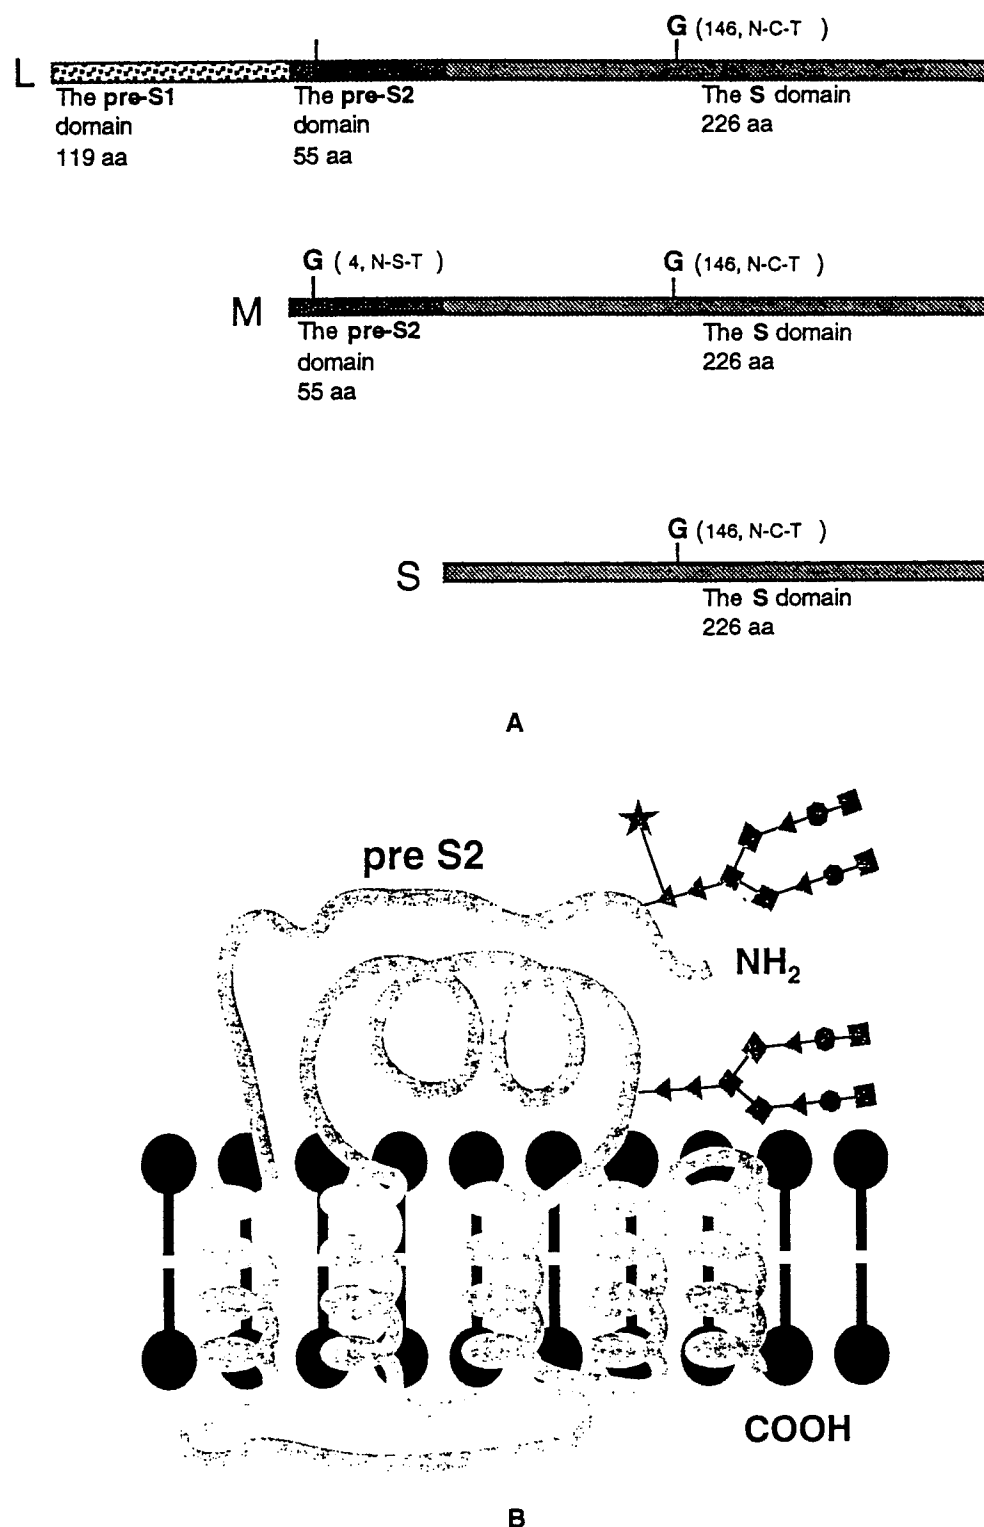 G (146, N-C-T )
L
The pre-S1 domain 119 aa
The pre-S2 domain 55 aa
The S domain 226 aa
G ( 4, N-S-T )
G (146, N-C-T )
M
The pre-S2 domain 55 aa
The S domain 226 aa
G (146, N-C-T )
S
The S domain 226 aa
A
pre S2
NH2
COOH
B